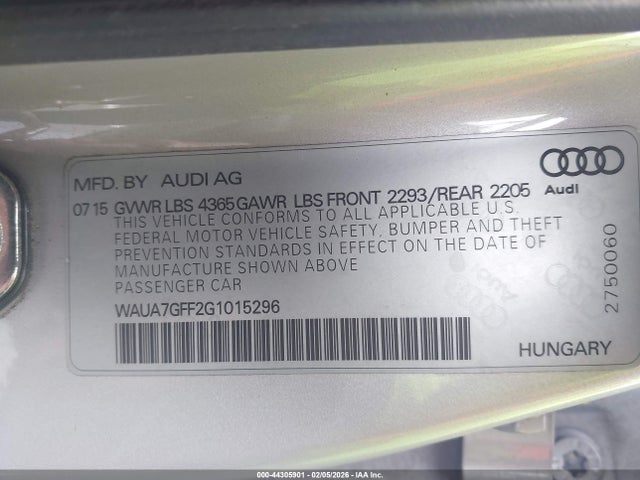 MFD. BY AUDI AG
Audi
07 15 GVWR LBS 4365 GAWR LBS FRONT 2293/REAR 2205
THIS VEHICLE CONFORMS TO ALL APPLICABLE U.S.
FEDERAL MOTOR VEHICLE SAFETY, BUMPER AND THEFT
PREVENTION STANDARDS IN EFFECT ON THE DATE OF
MANUFACTURE SHOWN ABOVE
PASSENGER CAR
WAUA7GFF2G1015296
2750060
HUNGARY
000-44305901 - 02/05/2026 - IAA Inc.